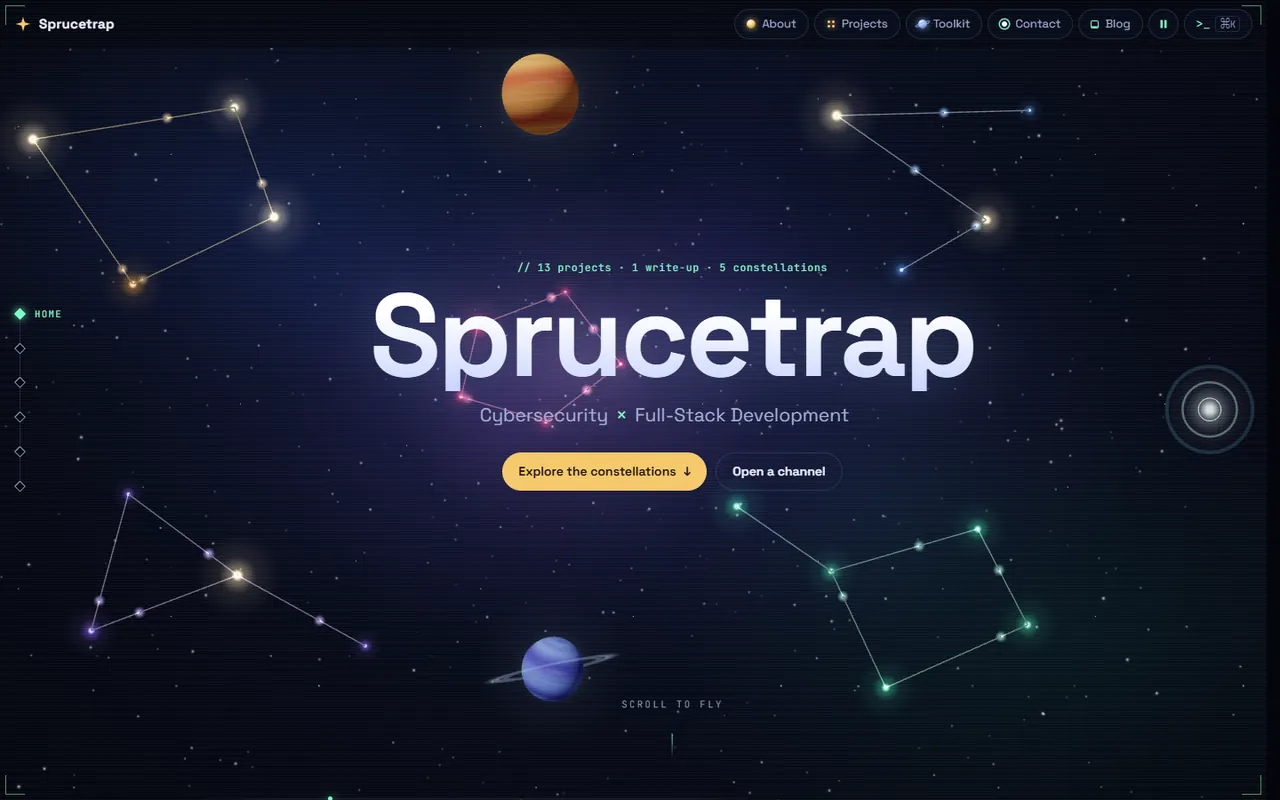 Sprucetrap
About
Projects
Toolkit
Contact
Blog
>_ ⌘K
// 13 projects · 1 write-up · 5 constellations
Sprucetrap
Cybersecurity × Full-Stack Development
Explore the constellations ↓
Open a channel
HOME
SCROLL TO FLY